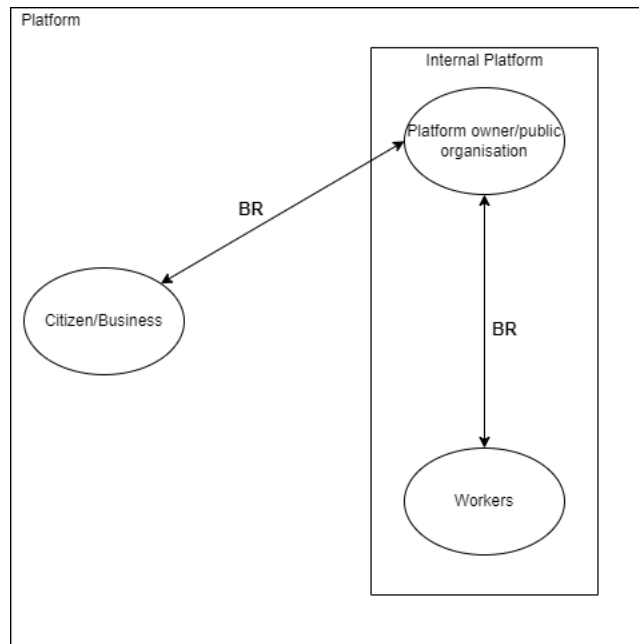 Platform
Internal Platform
Platform owner/public
organisation
BR
Citizen/Business
BR
Workers